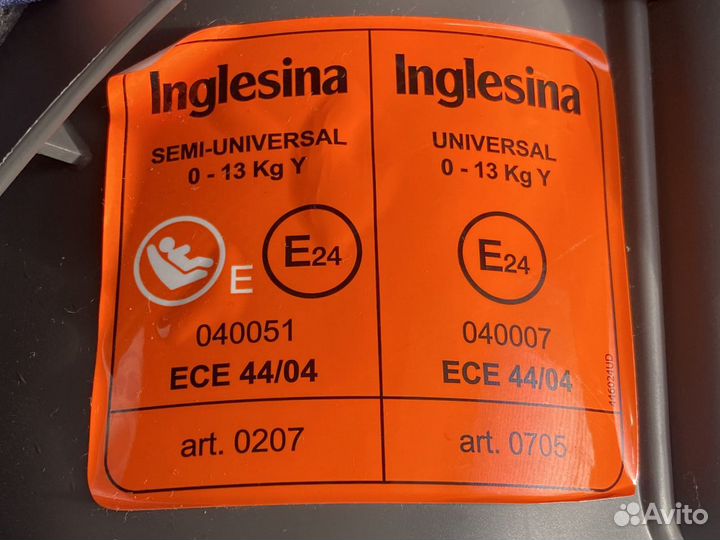 Inglesina
SEMI-UNIVERSAL
0 - 13 Kg Y
E
E24
040051
ECE 44/04
art. 0207
Inglesina
UNIVERSAL
0 - 13 Kg Y
E24
040007
ECE 44/04
art. 0705
446024UD
Avito